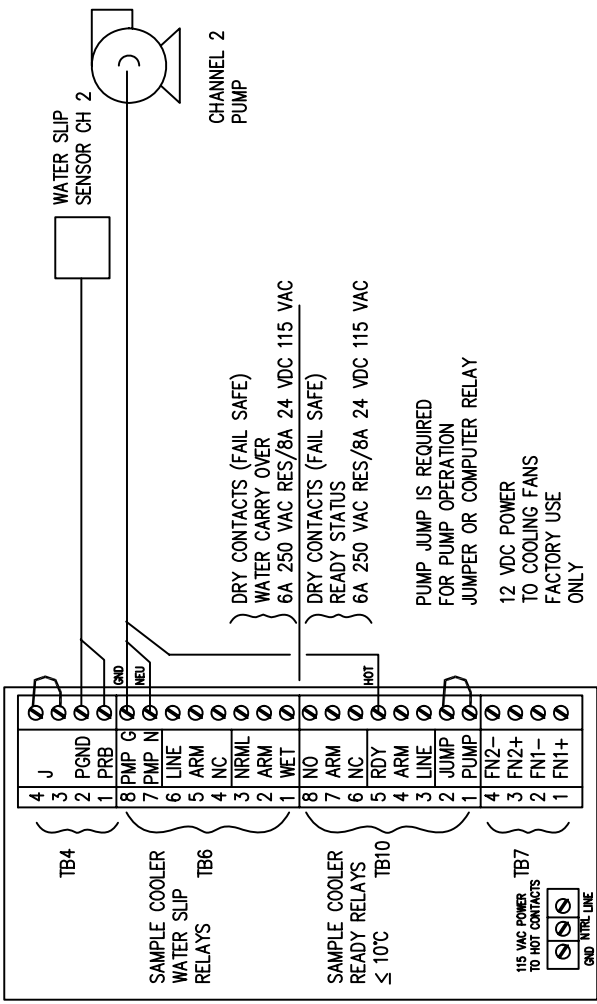 WATER SLIP
SENSOR CH 2
CHANNEL 2
PUMP
TB4
4
3 J
2 PGND
1 PRB
SAMPLE COOLER
WATER SLIP
RELAYS
TB6
8 PMP G
7 PMP N
6 LINE
5 ARM
4 NC
3 NRML
2 ARM
1 WET
GND
NEU
DRY CONTACTS (FAIL SAFE)
WATER CARRY OVER
6A 250 VAC RES/8A 24 VDC 115 VAC
SAMPLE COOLER
READY RELAYS
≤ 10°C
TB10
8 NO
7 ARM
6 NC
5 RDY
4 ARM
3 LINE
2 JUMP
1 PUMP
HOT
DRY CONTACTS (FAIL SAFE)
READY STATUS
6A 250 VAC RES/8A 24 VDC 115 VAC
PUMP JUMP IS REQUIRED
FOR PUMP OPERATION
JUMPER OR COMPUTER RELAY
TB7
4 FN2-
3 FN2+
2 FN1-
1 FN1+
12 VDC POWER
TO COOLING FANS
FACTORY USE
ONLY
115 VAC POWER
TO HOT CONTACTS
GND NTRL LINE